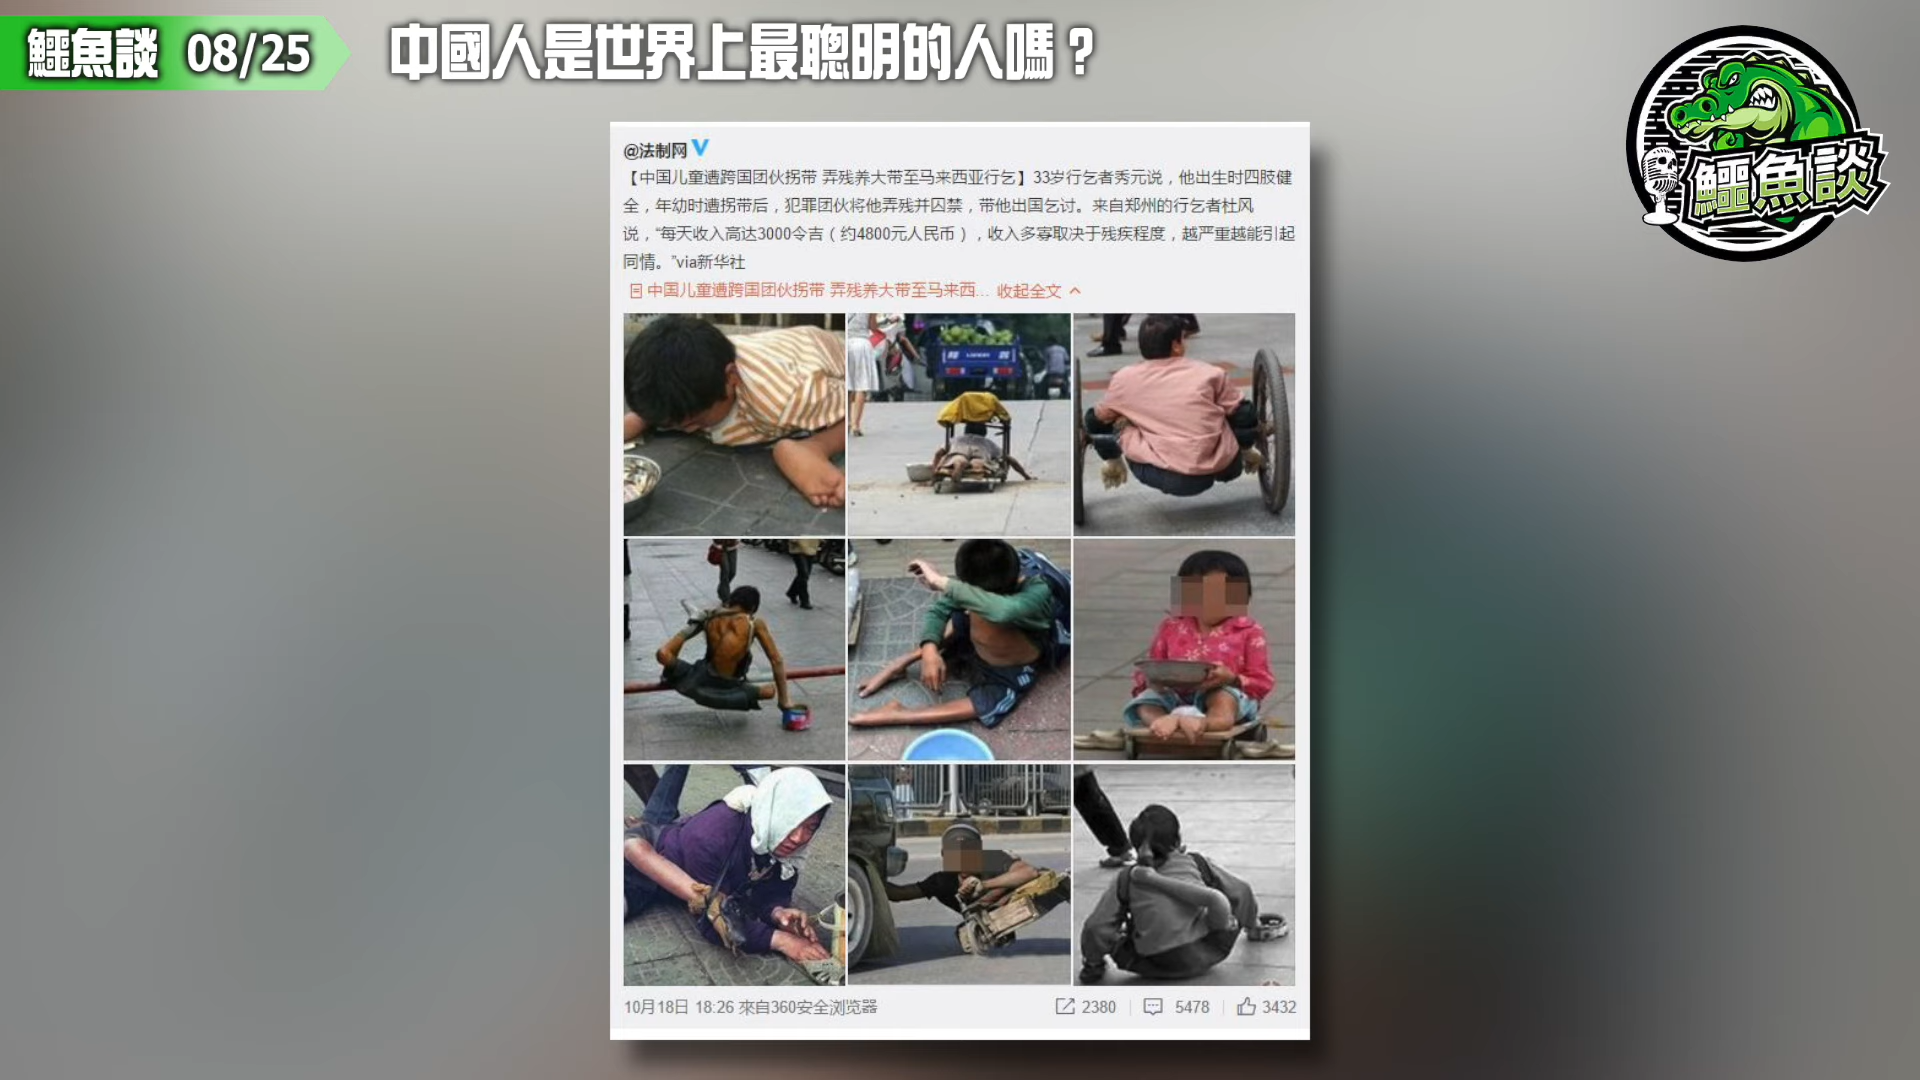 鱷魚談 08/25 中國人是世界上最聰明的人嗎？
鱷魚談
@法制网
【中国儿童遭跨国团伙拐带 弄残养大带至马来西亚行乞】33岁行乞者秀元说，他出生时四肢健
全，年幼时遭拐带后，犯罪团伙将他弄残并囚禁，带他出国乞讨。来自郑州的行乞者杜风
说，“每天收入高达3000令吉（约4800元人民币），收入多寡取决于残疾程度，越严重越能引起
同情。”via新华社
中国儿童遭跨国团伙拐带 弄残养大带至马来西... 收起全文
10月18日 18:26 來自360安全浏览器 2380 5478 3432